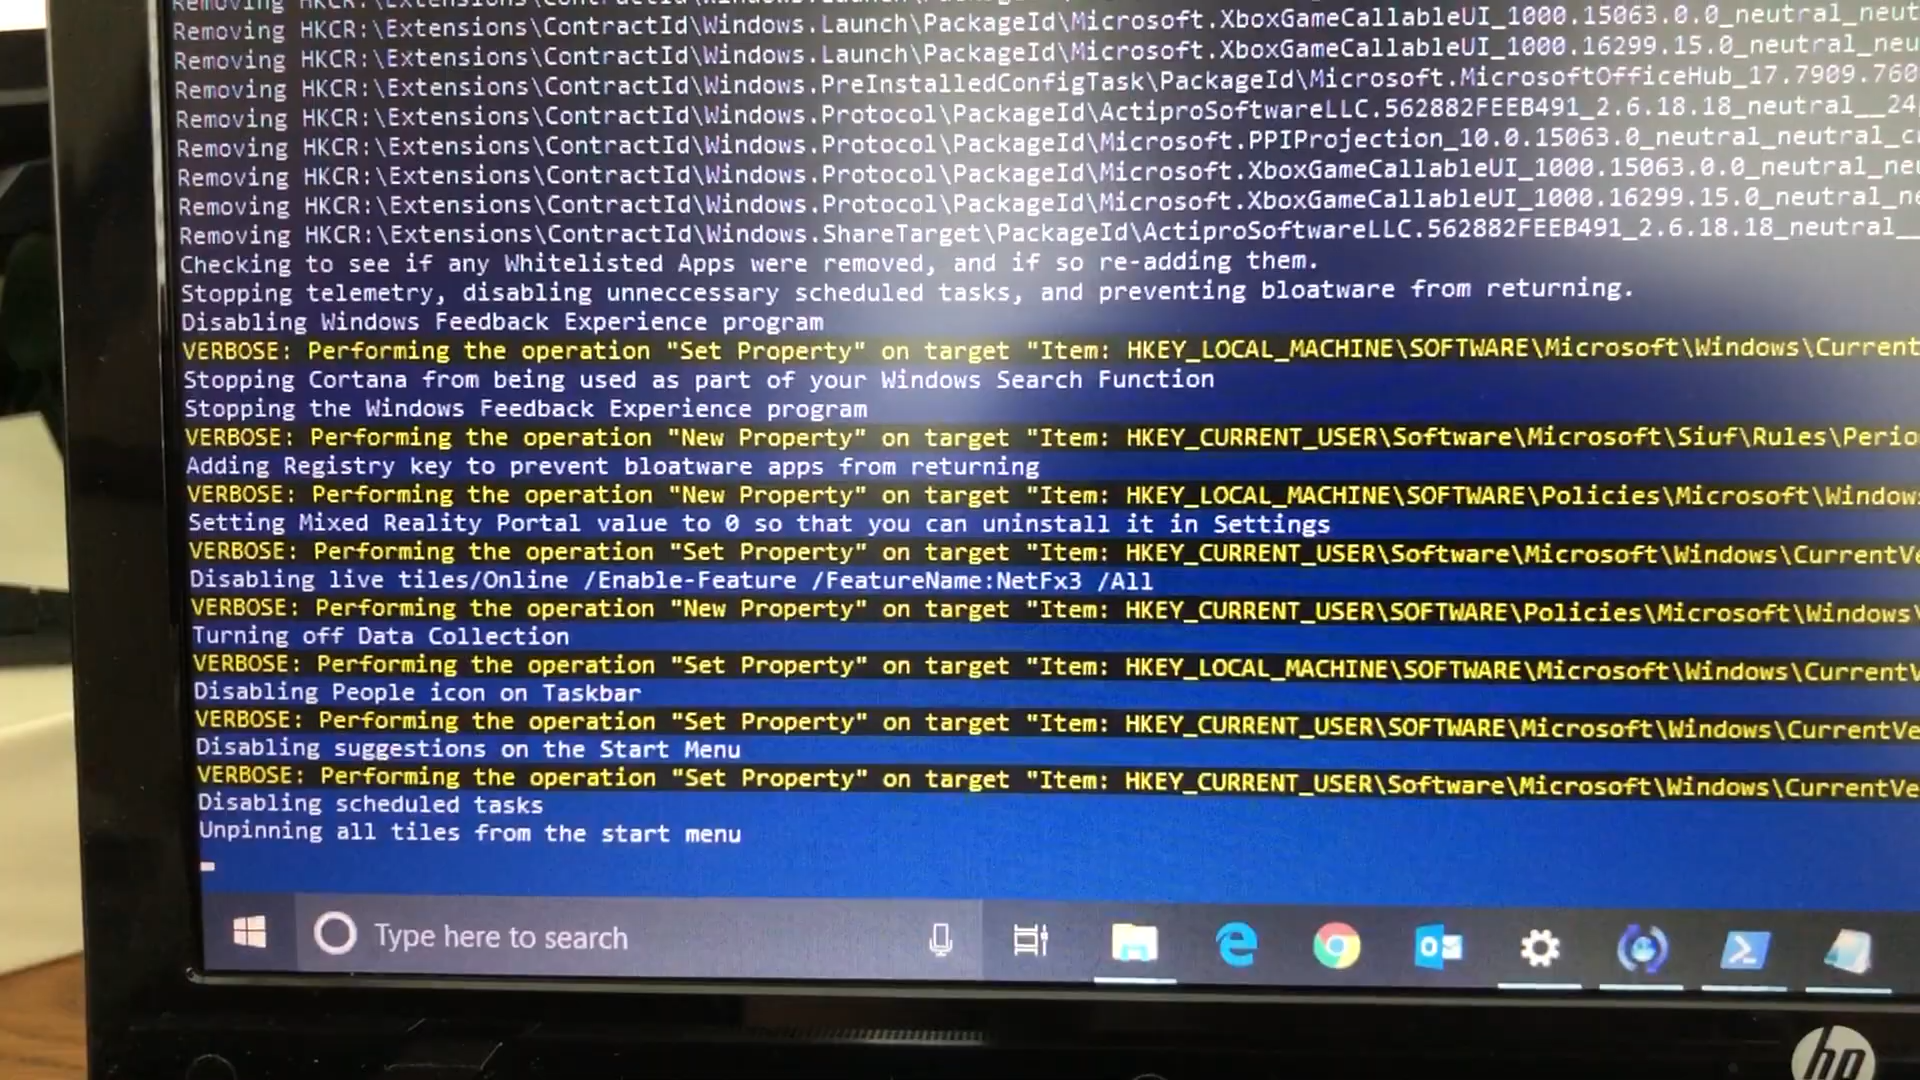 Removing HKCR:\Extensions\ContractId\Windows.Launch\PackageId\Microsoft.XboxGameCallableUI_1000.15063.0.0_neutral_neut
Removing HKCR:\Extensions\ContractId\Windows.Launch\PackageId\Microsoft.XboxGameCallableUI_1000.16299.15.0_neutral_neu
Removing HKCR:\Extensions\ContractId\Windows.PreInstalledConfigTask\PackageId\Microsoft.MicrosoftOfficeHub_17.7909.760
Removing HKCR:\Extensions\ContractId\Windows.Protocol\PackageId\ActiproSoftwareLLC.562882FEEB491_2.6.18.18_neutral__24
Removing HKCR:\Extensions\ContractId\Windows.Protocol\PackageId\Microsoft.PPIProjection_10.0.15063.0_neutral_neutral_c
Removing HKCR:\Extensions\ContractId\Windows.Protocol\PackageId\Microsoft.XboxGameCallableUI_1000.15063.0.0_neutral_neu
Removing HKCR:\Extensions\ContractId\Windows.Protocol\PackageId\Microsoft.XboxGameCallableUI_1000.16299.15.0_neutral_ne
Removing HKCR:\Extensions\ContractId\Windows.ShareTarget\PackageId\ActiproSoftwareLLC.562882FEEB491_2.6.18.18_neutral__
Checking to see if any Whitelisted Apps were removed, and if so re-adding them.
Stopping telemetry, disabling unneccessary scheduled tasks, and preventing bloatware from returning.
Disabling Windows Feedback Experience program
VERBOSE: Performing the operation "Set Property" on target "Item: HKEY_LOCAL_MACHINE\SOFTWARE\Microsoft\Windows\Current
Stopping Cortana from being used as part of your Windows Search Function
Stopping the Windows Feedback Experience program
VERBOSE: Performing the operation "New Property" on target "Item: HKEY_CURRENT_USER\Software\Microsoft\Siuf\Rules\Perio
Adding Registry key to prevent bloatware apps from returning
VERBOSE: Performing the operation "New Property" on target "Item: HKEY_LOCAL_MACHINE\SOFTWARE\Policies\Microsoft\Windows
Setting Mixed Reality Portal value to 0 so that you can uninstall it in Settings
VERBOSE: Performing the operation "Set Property" on target "Item: HKEY_CURRENT_USER\Software\Microsoft\Windows\CurrentVe
Disabling live tiles/Online /Enable-Feature /FeatureName:NetFx3 /All
VERBOSE: Performing the operation "New Property" on target "Item: HKEY_CURRENT_USER\SOFTWARE\Policies\Microsoft\Windows\
Turning off Data Collection
VERBOSE: Performing the operation "Set Property" on target "Item: HKEY_LOCAL_MACHINE\SOFTWARE\Microsoft\Windows\CurrentV
Disabling People icon on Taskbar
VERBOSE: Performing the operation "Set Property" on target "Item: HKEY_CURRENT_USER\SOFTWARE\Microsoft\Windows\CurrentVe
Disabling suggestions on the Start Menu
VERBOSE: Performing the operation "Set Property" on target "Item: HKEY_CURRENT_USER\Software\Microsoft\Windows\CurrentVe
Disabling scheduled tasks
Unpinning all tiles from the start menu
Type here to search
hp